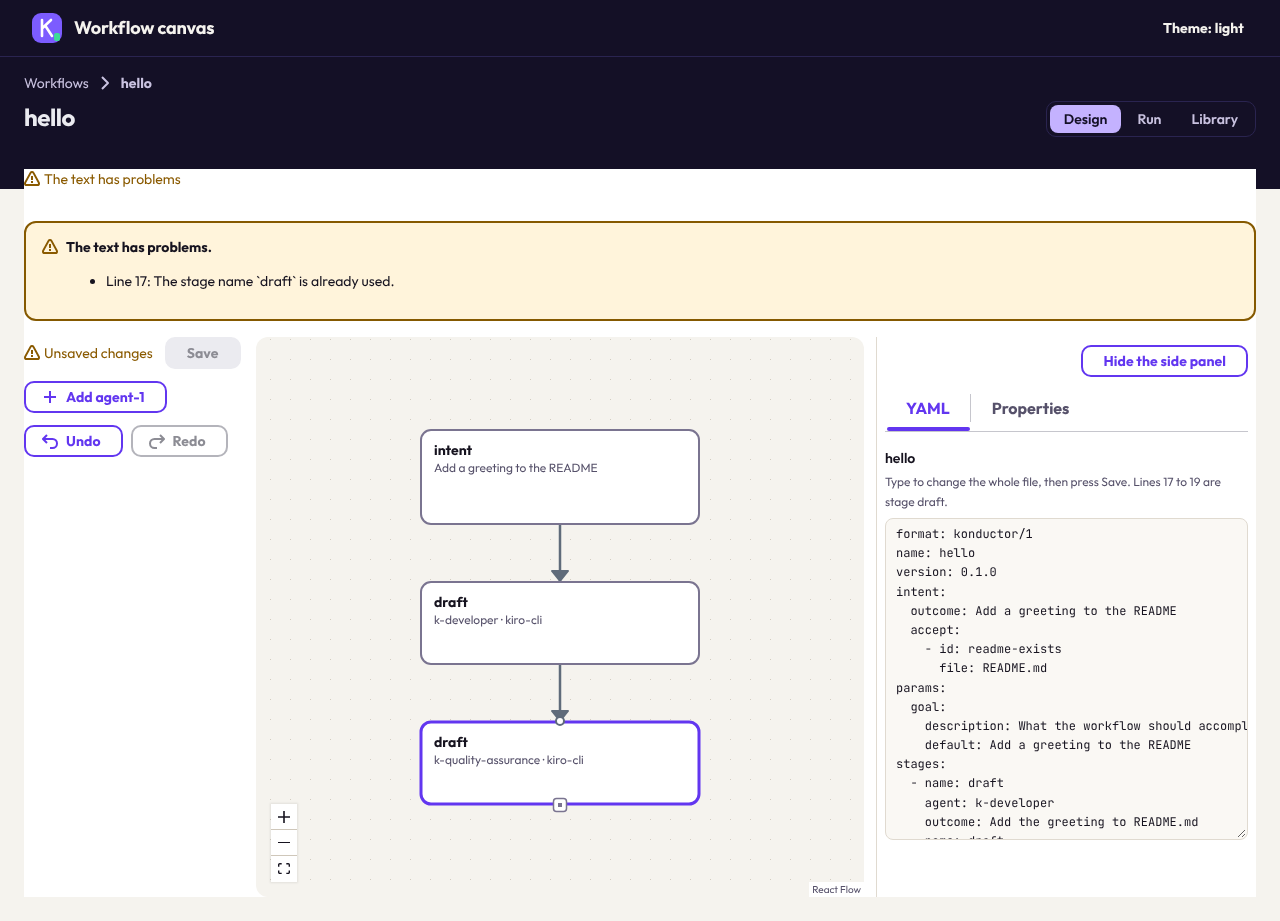 K
Workflow canvas
Theme: light
Workflows
hello
hello
Design
Run
Library
The text has problems
The text has problems.
• Line 17: The stage name `draft` is already used.
Unsaved changes
Save
Add agent-1
Undo
Redo
intent
Add a greeting to the README
draft
k-developer · kiro-cli
draft
k-quality-assurance · kiro-cli
React Flow
Hide the side panel
YAML
Properties
hello
Type to change the whole file, then press Save. Lines 17 to 19 are
stage draft.
format: konductor/1
name: hello
version: 0.1.0
intent:
  outcome: Add a greeting to the README
  accept:
    - id: readme-exists
      file: README.md
params:
  goal:
    description: What the workflow should accompl
    default: Add a greeting to the README
stages:
  - name: draft
    agent: k-developer
    outcome: Add the greeting to README.md